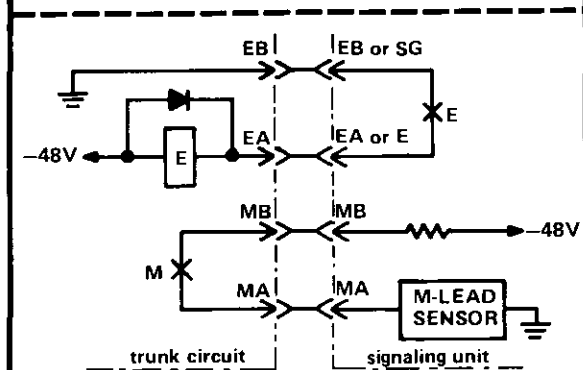 EB EB or SG
E
EA EA or E
–48V E
MB MB
–48V
M
MA MA
M-LEAD
SENSOR
trunk circuit signaling unit